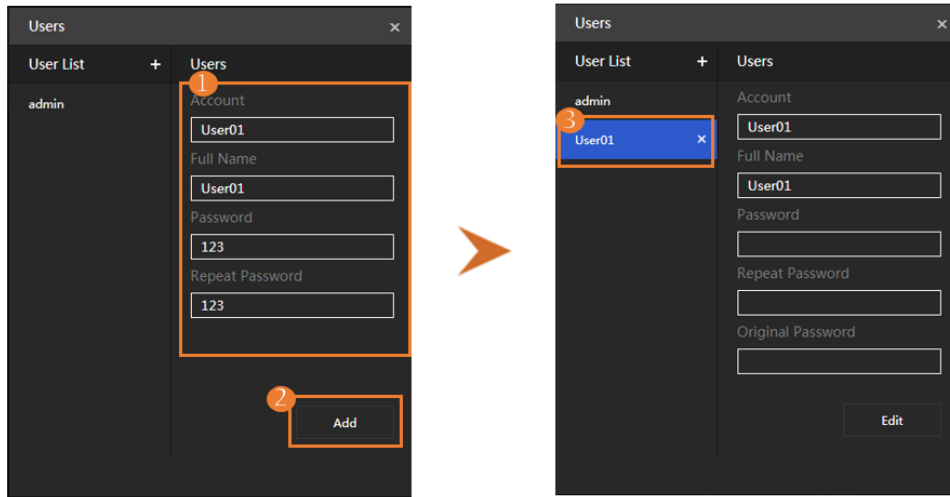 Users ×
User List + Users
1
Account
admin
User01
Full Name
User01
Password
123
Repeat Password
123
2
Add
Users ×
User List + Users
admin
Account
3
User01
User01 ×
Full Name
User01
Password
Repeat Password
Original Password
Edit